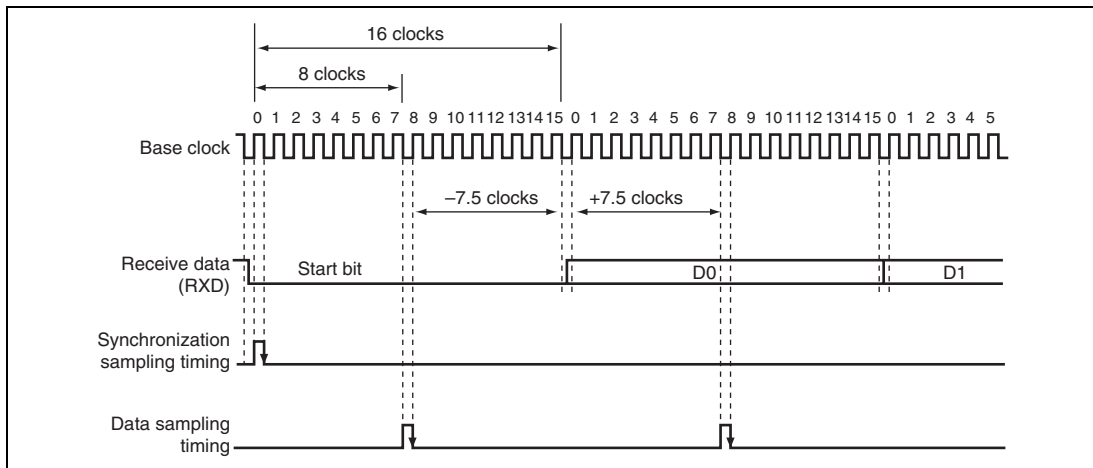 16 clocks
8 clocks
0 1 2 3 4 5 6 7 8 9 10 11 12 13 14 15 0 1 2 3 4 5 6 7 8 9 10 11 12 13 14 15 0 1 2 3 4 5
Base clock
–7.5 clocks +7.5 clocks
Receive data
(RXD)
Start bit D0 D1
Synchronization
sampling timing
Data sampling
timing